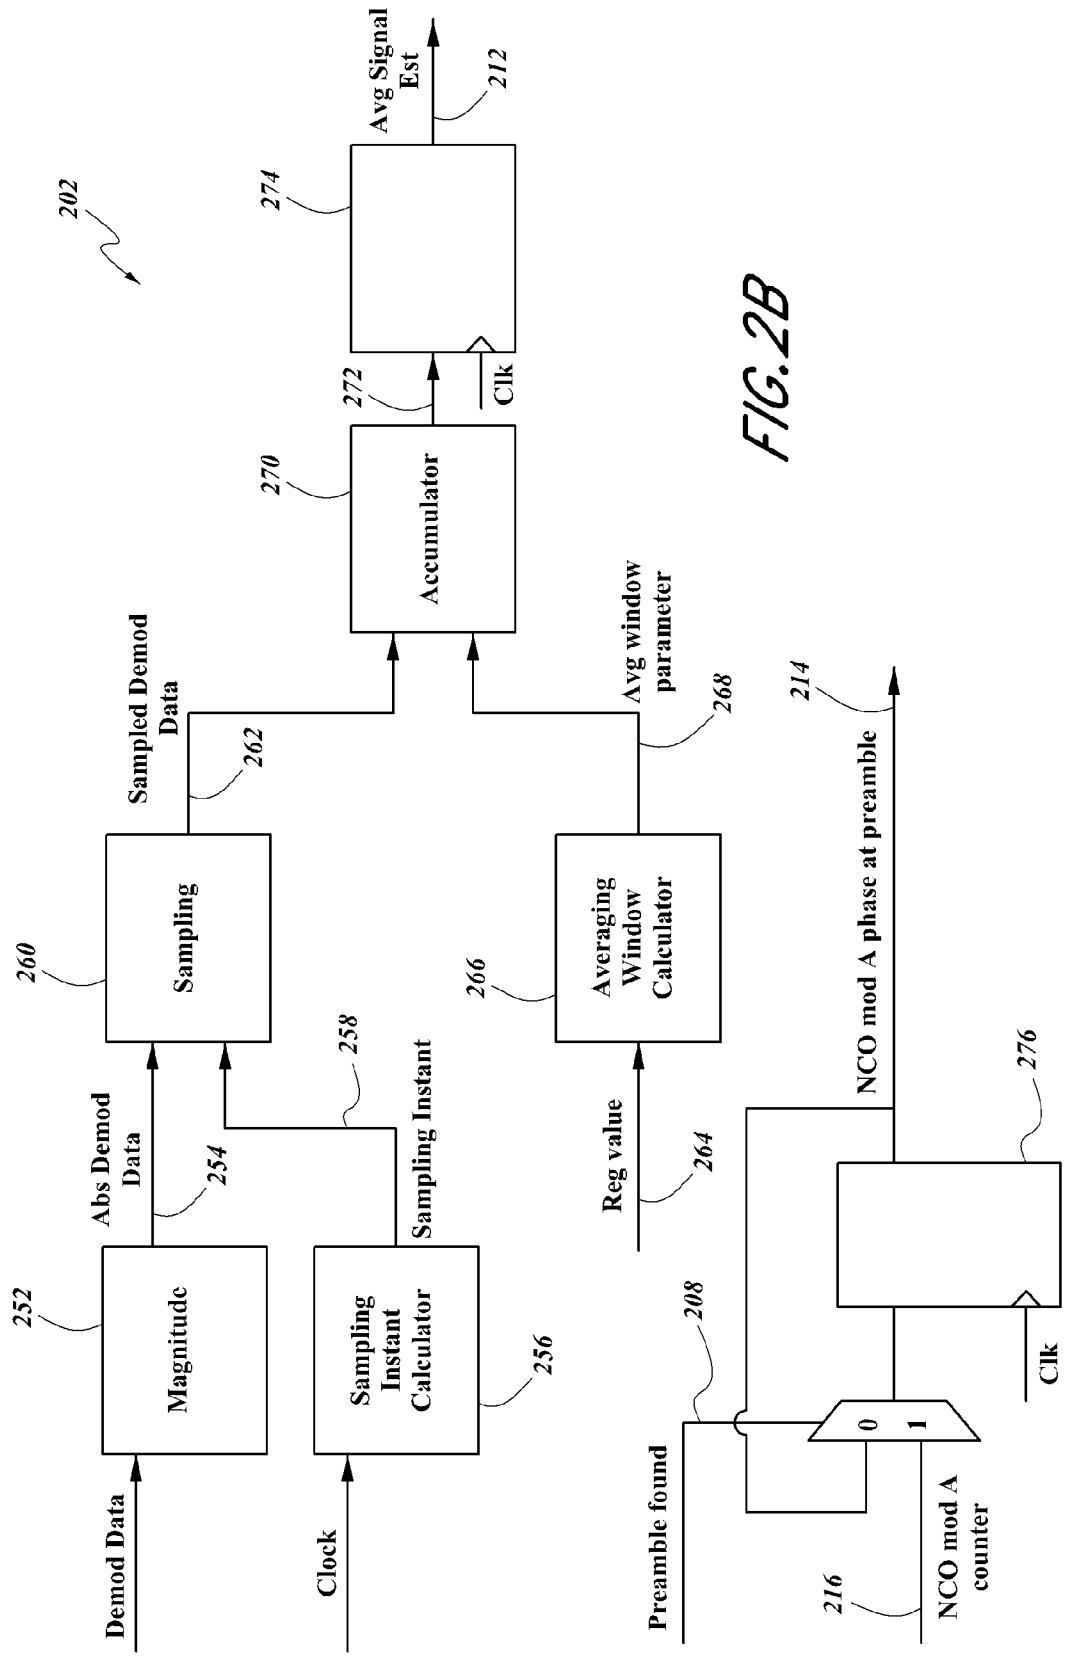 202
Demod Data
252
Magnitude
Abs Demod
Data
254
Clock
Sampling
Instant
Calculator
256
Sampling Instant
258
260
Sampling
Sampled Demod
Data
262
Reg value
264
266
Averaging
Window
Calculator
Avg window
parameter
268
270
Accumulator
272
274
Clk
Avg Signal
Est
212
Preamble found
208
0
1
NCO mod A
counter
216
Clk
276
NCO mod A phase at preamble
214
FIG. 2B